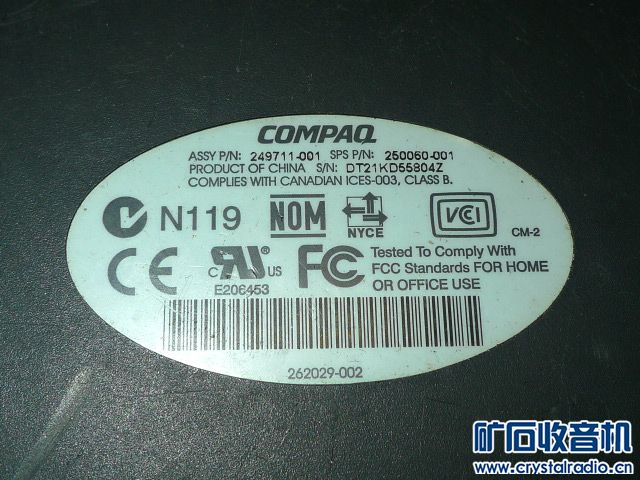 COMPAQ
ASSY P/N: 249711-001 SPS P/N: 250060-001
PRODUCT OF CHINA S/N: DT21KD55804Z
COMPLIES WITH CANADIAN ICES-003, CLASS B.
N119 NOM NYCE VCI CM-2
CE C UR US FC Tested To Comply With
FCC Standards FOR HOME
E206453 OR OFFICE USE
262029-002
矿石收音机
www.crystalradio.cn